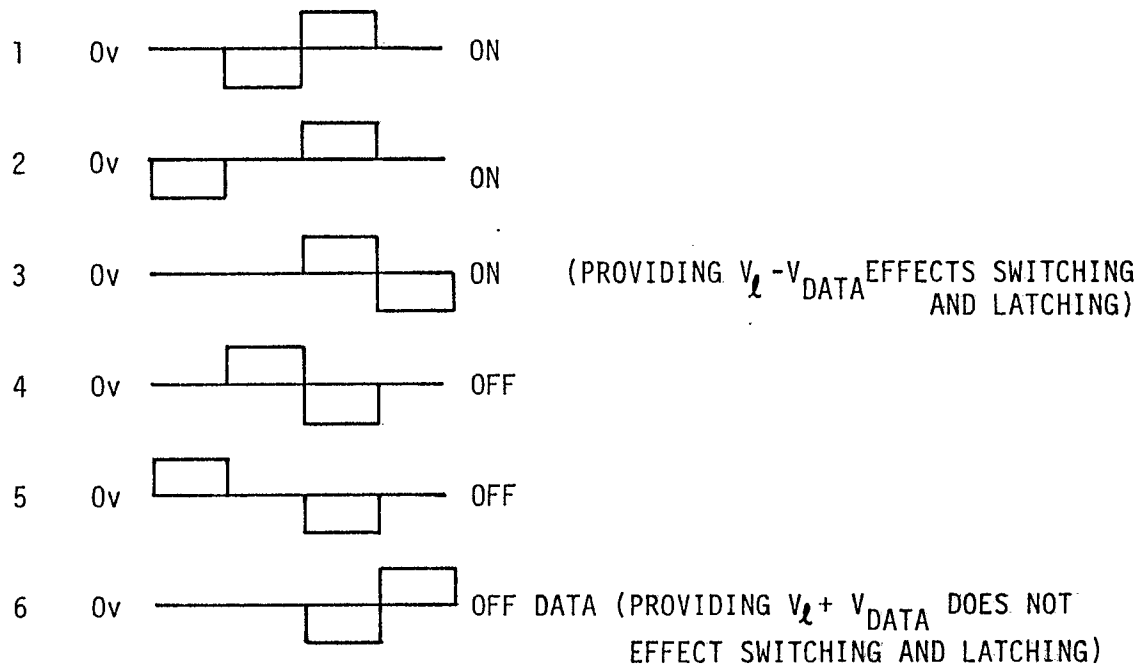 1 0v ON
2 0v ON
3 0v ON (PROVIDING Vℓ -VDATA EFFECTS SWITCHING
AND LATCHING)
4 0v OFF
5 0v OFF
6 0v OFF DATA (PROVIDING Vℓ + VDATA DOES NOT
EFFECT SWITCHING AND LATCHING)